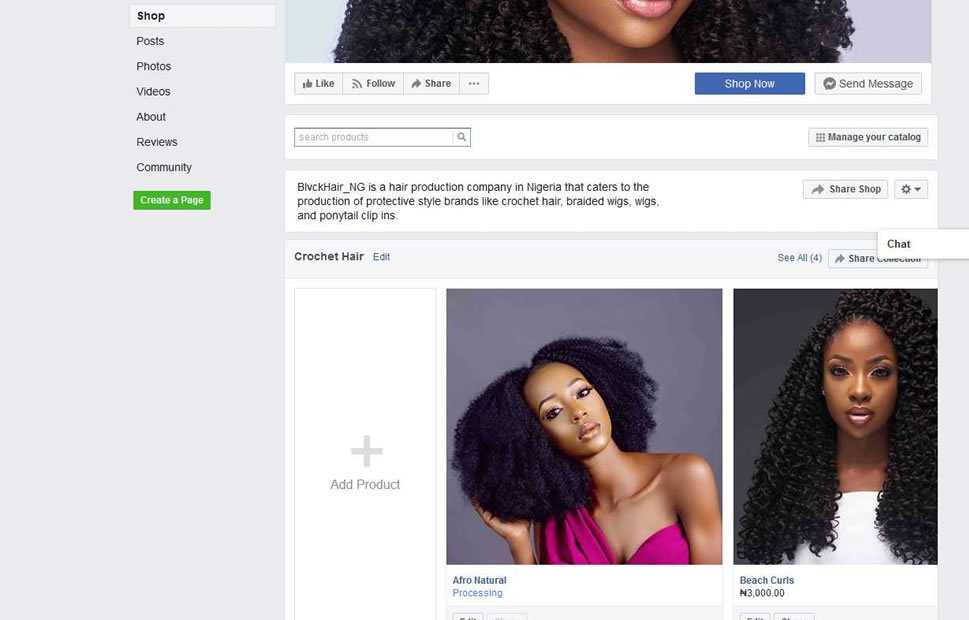 Shop
Posts
Photos
Videos
About
Reviews
Community
Create a Page
Like
Follow
Share
Shop Now
Send Message
search products
Manage your catalog
BlvckHair_NG is a hair production company in Nigeria that caters to the
production of protective style brands like crochet hair, braided wigs, wigs,
and ponytail clip ins.
Share Shop
Chat
Crochet Hair Edit
See All (4)
Share Collection
Add Product
Afro Natural
Processing
Beach Curls
₦3,000.00
Edit
Edit